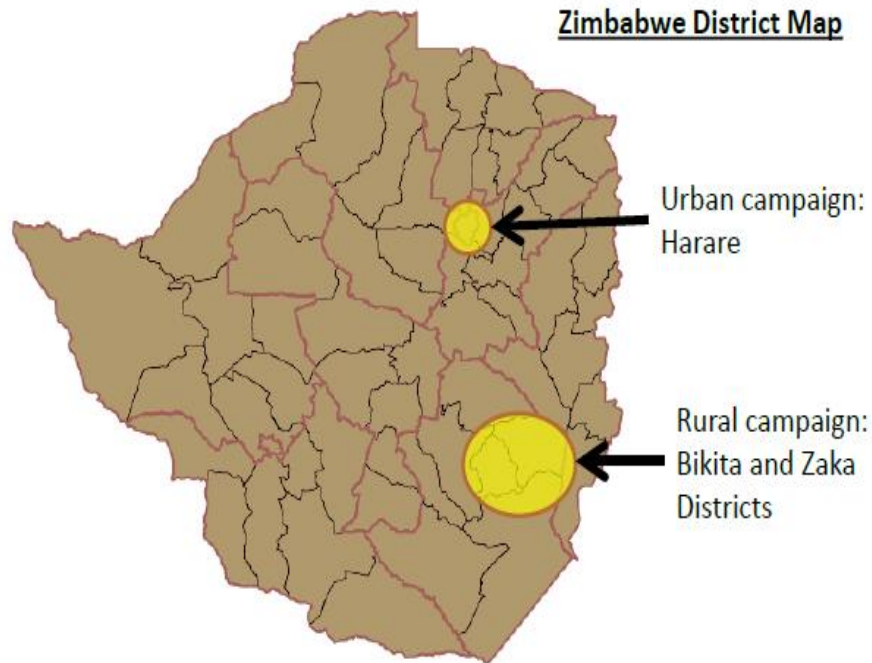 Zimbabwe District Map
Urban campaign:
Harare
Rural campaign:
Bikita and Zaka
Districts